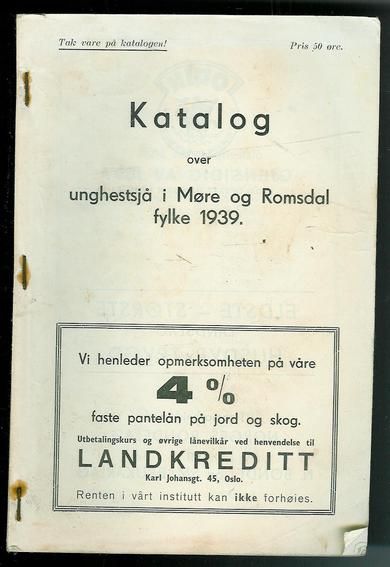 Tak vare på katalogen!
Pris 50 øre.
Katalog
over
unghestsjå i Møre og Romsdal
fylke 1939.
Vi henleder opmerksomheten på våre
4 %
faste pantelån på jord og skog.
Utbetalingskurs og øvrige lånevilkår ved henvendelse til
LANDKREDITT
Karl Johansgt. 45, Oslo.
Renten i vårt institutt kan ikke forhøies.